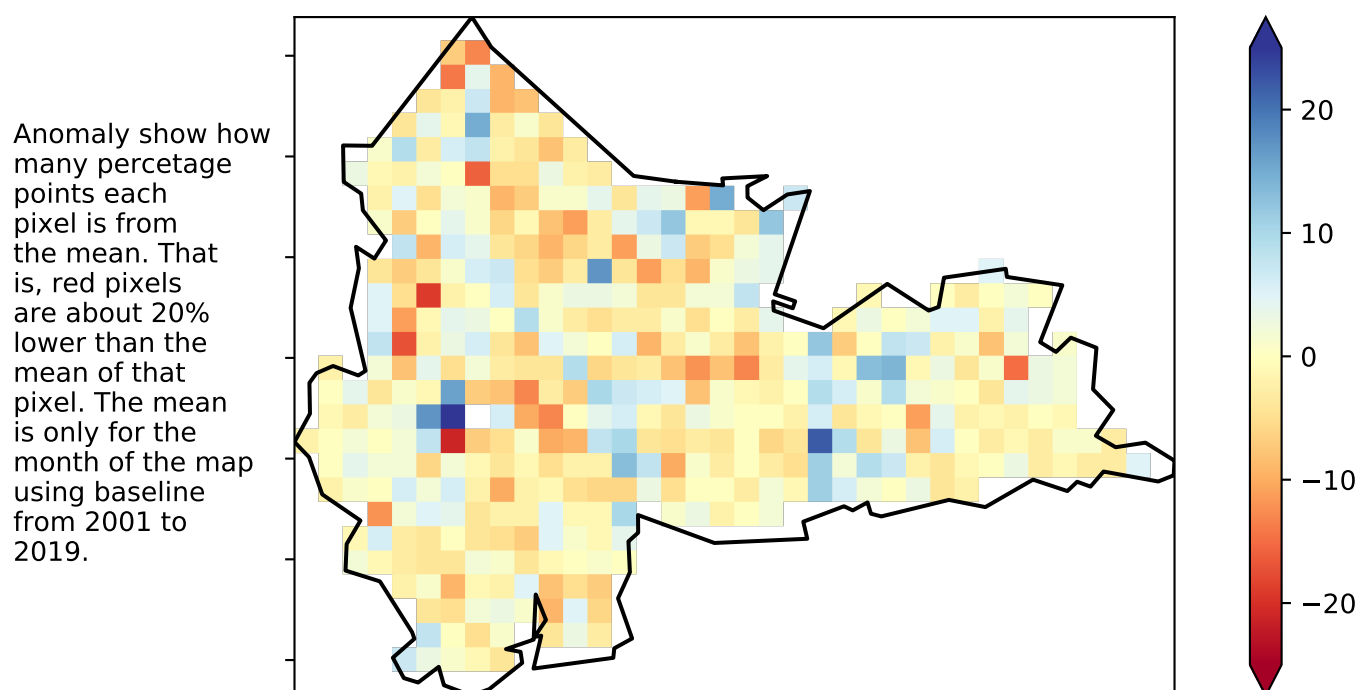 Anomaly show how
many percetage
points each
pixel is from
the mean. That
is, red pixels
are about 20%
lower than the
mean of that
pixel. The mean
is only for the
month of the map
using baseline
from 2001 to
2019.
20
10
0
−10
−20